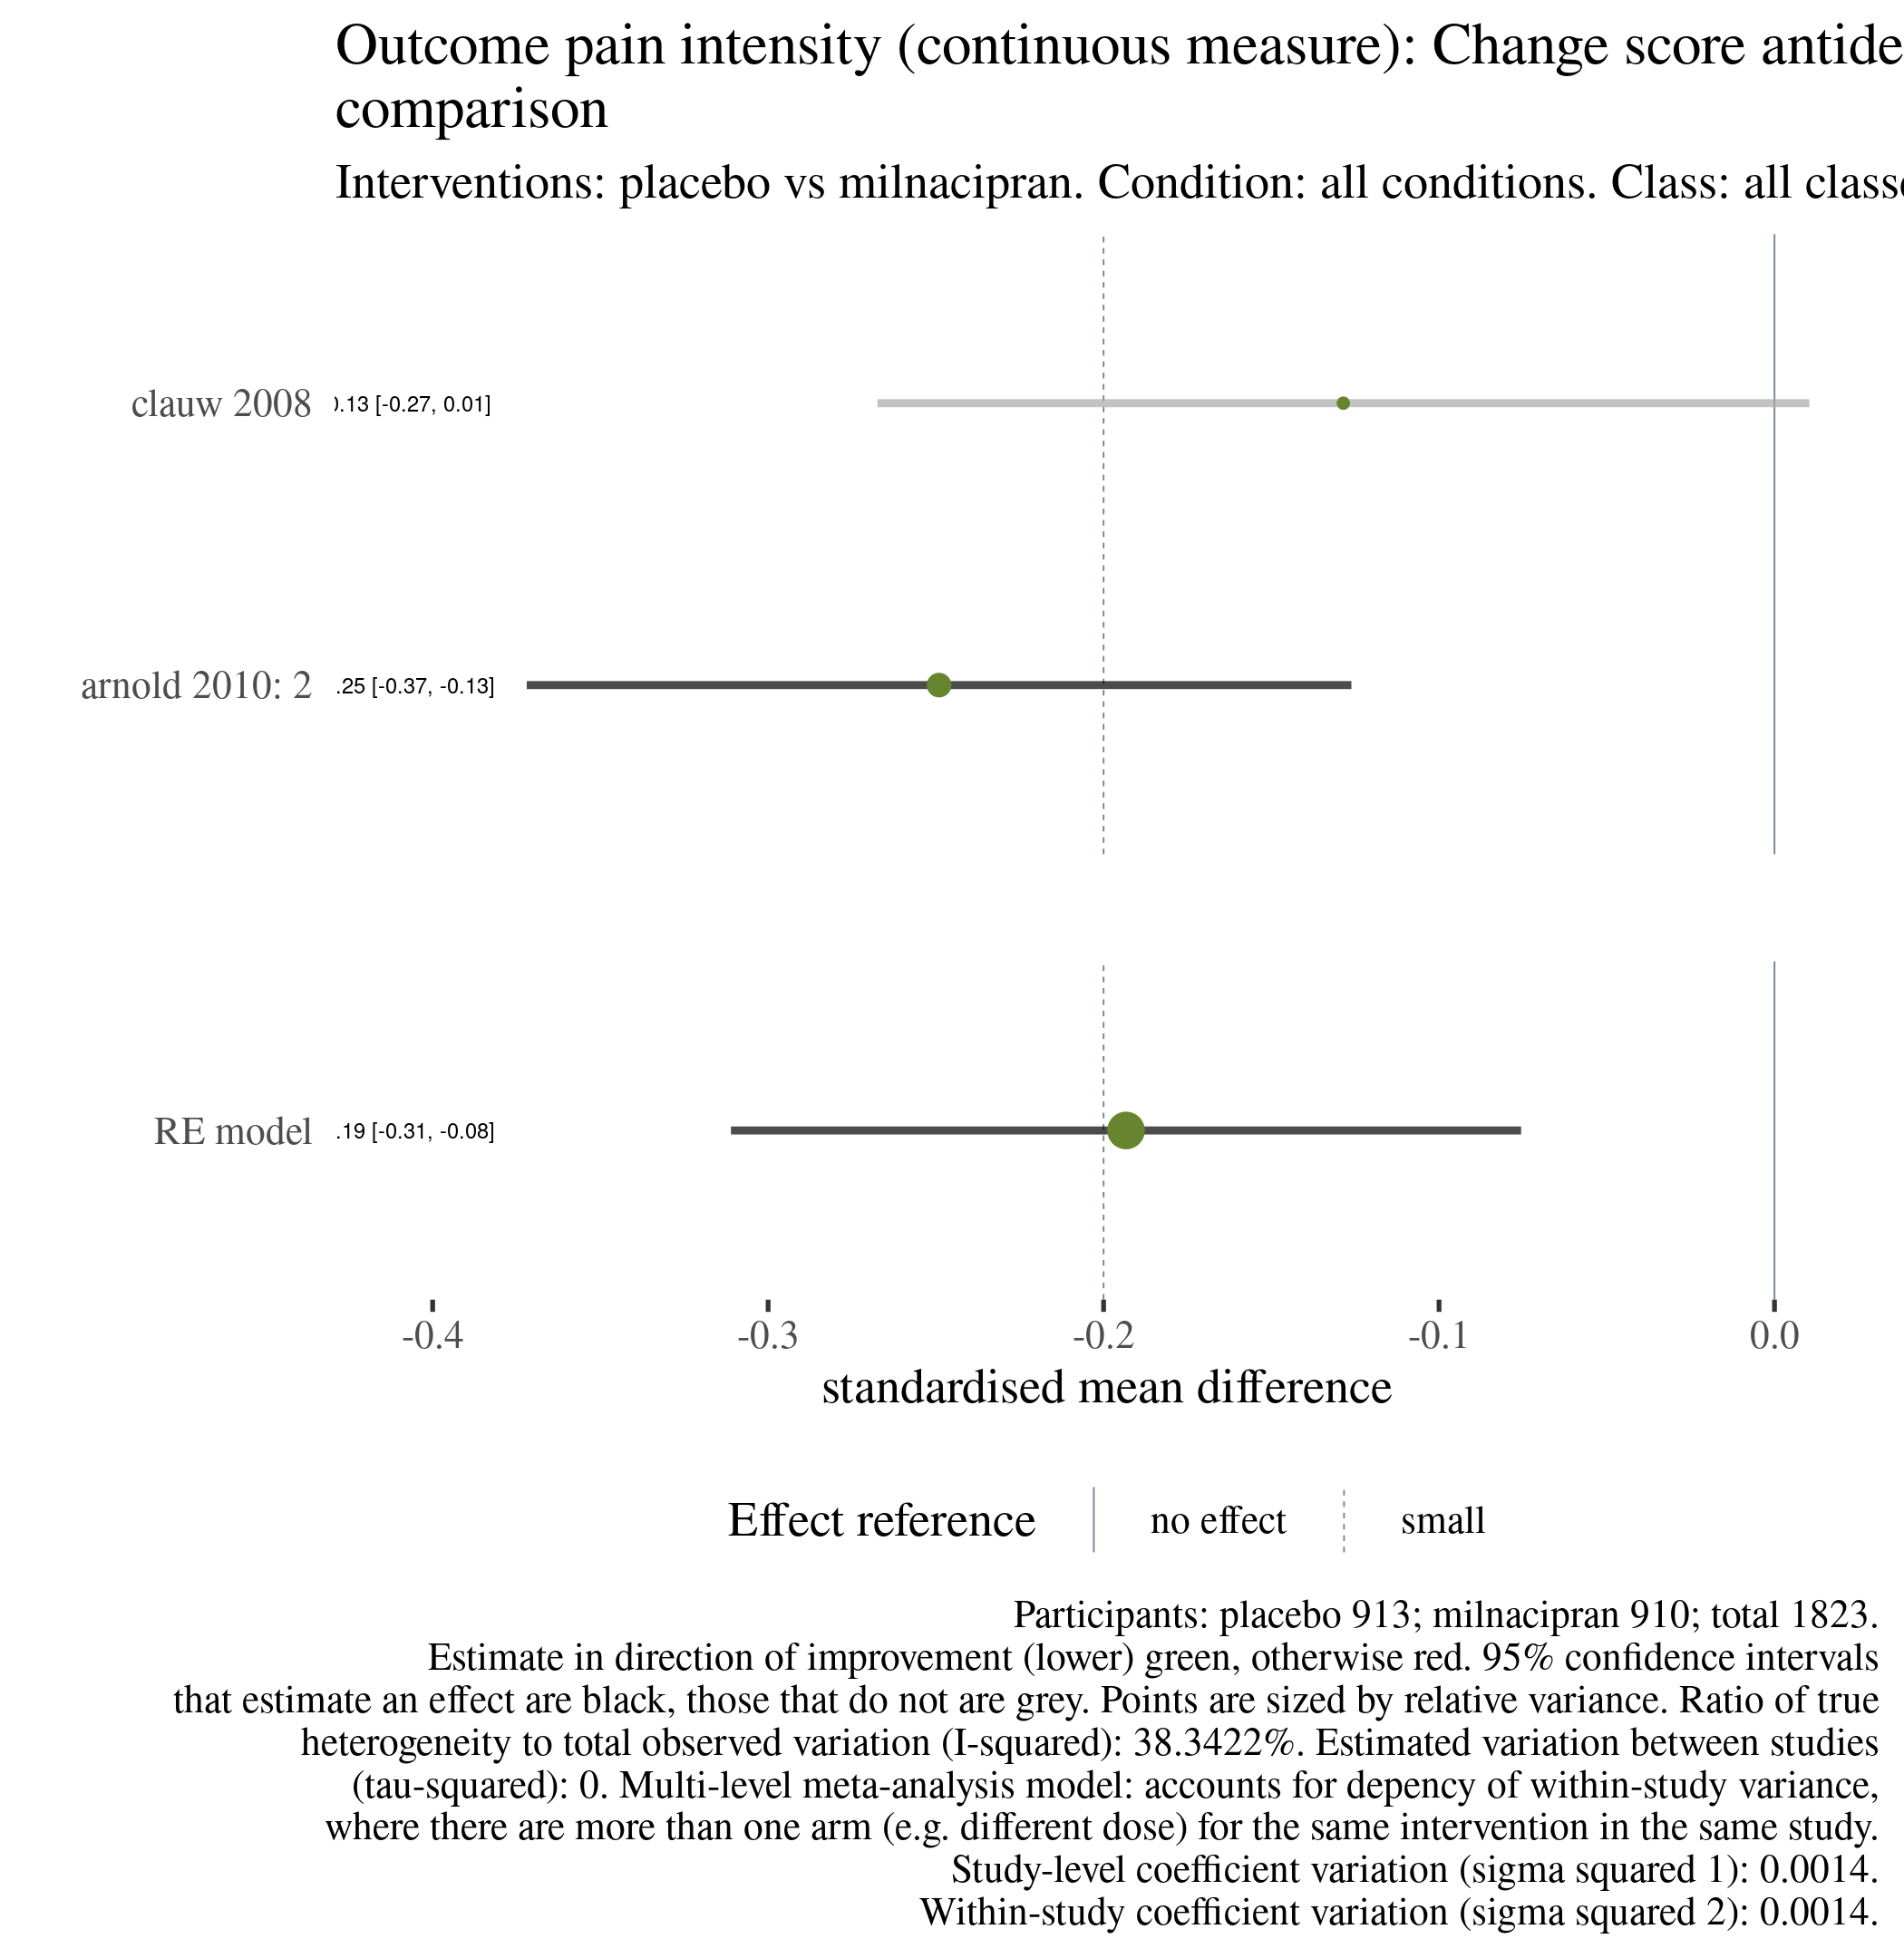 Outcome pain intensity (continuous measure): Change score antide
comparison
Interventions: placebo vs milnacipran. Condition: all conditions. Class: all classe
clauw 2008 0.13 [-0.27, 0.01]
arnold 2010: 2 .25 [-0.37, -0.13]
RE model .19 [-0.31, -0.08]
-0.4 -0.3 -0.2 -0.1 0.0
standardised mean difference
Effect reference no effect small
Participants: placebo 913; milnacipran 910; total 1823.
Estimate in direction of improvement (lower) green, otherwise red. 95% confidence intervals
that estimate an effect are black, those that do not are grey. Points are sized by relative variance. Ratio of true
heterogeneity to total observed variation (I-squared): 38.3422%. Estimated variation between studies
(tau-squared): 0. Multi-level meta-analysis model: accounts for depency of within-study variance,
where there are more than one arm (e.g. different dose) for the same intervention in the same study.
Study-level coefficient variation (sigma squared 1): 0.0014.
Within-study coefficient variation (sigma squared 2): 0.0014.